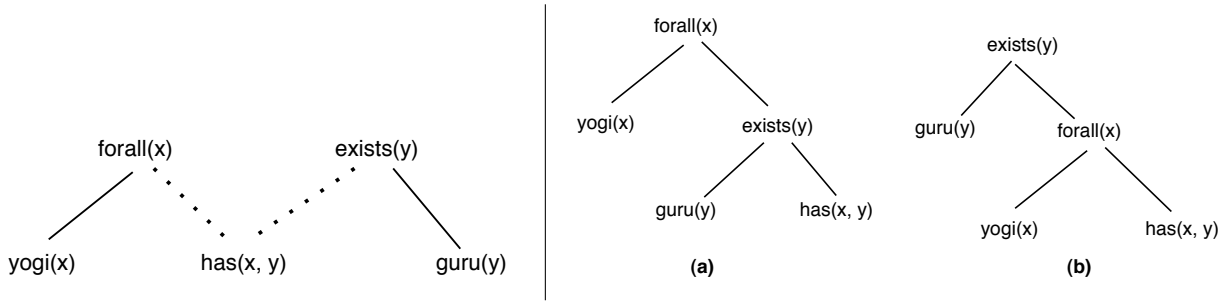 forall(x) exists(y)
yogi(x) has(x, y) guru(y)
forall(x)
yogi(x) exists(y)
guru(y) has(x, y)
(a)
exists(y)
guru(y) forall(x)
yogi(x) has(x, y)
(b)